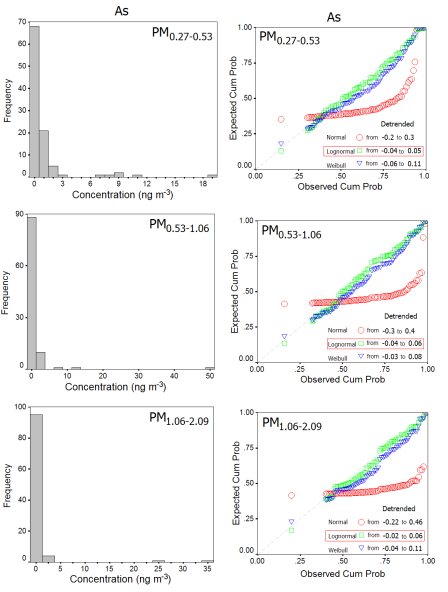 As
PM0.27-0.53
Frequency
70
60
50
40
30
20
10
0
0 3 6 9 12 15 18
Concentration (ng m-3)
As
PM0.27-0.53
Expected Cum Prob
1.00
.75
.50
.25
0.00
Detrended
Normal from -0.2 to 0.3
Lognormal from -0.04 to 0.05
Weibull from -0.06 to 0.11
0.00 .25 .50 .75 1.00
Observed Cum Prob
PM0.53-1.06
Frequency
90
60
30
0
0 10 20 30 40 50
Concentration (ng m-3)
PM0.53-1.06
Expected Cum Prob
1.00
.75
.50
.25
0.00
Detrended
Normal from -0.3 to 0.4
Lognormal from -0.04 to 0.06
Weibull from -0.03 to 0.08
0.00 .25 .50 .75 1.00
Observed Cum Prob
PM1.06-2.09
Frequency
100
80
60
40
20
0
0 5 10 15 20 25 30 35
Concentration (ng m-3)
PM1.06-2.09
Expected Cum Prob
1.00
.75
.50
.25
0.00
Detrended
Normal from -0.22 to 0.46
Lognormal from -0.02 to 0.06
Weibull from -0.04 to 0.11
0.00 .25 .50 .75 1.00
Observed Cum Prob